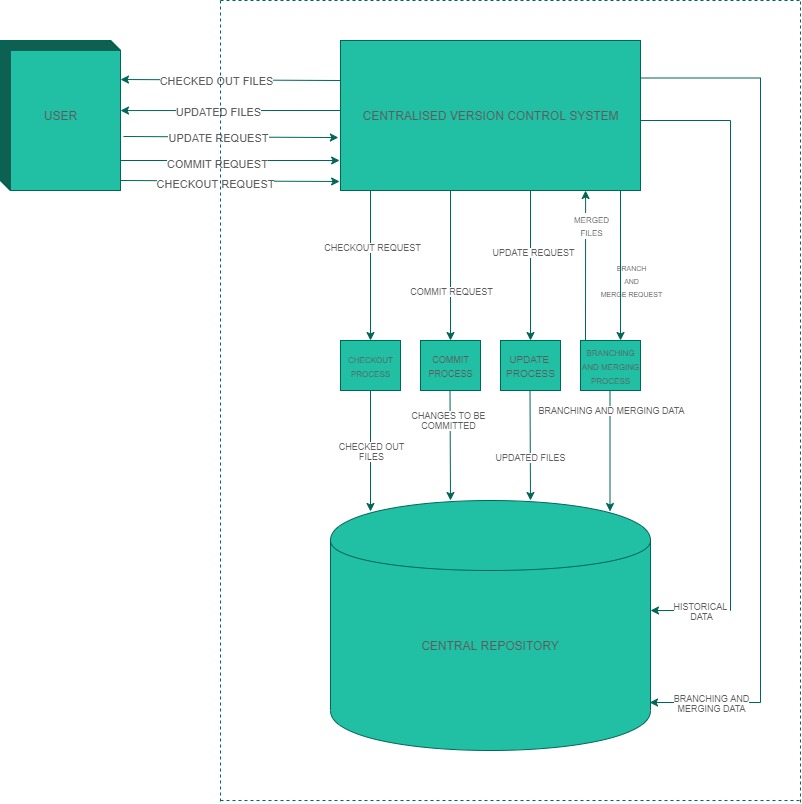 USER
CHECKED OUT FILES
UPDATED FILES
UPDATE REQUEST
COMMIT REQUEST
CHECKOUT REQUEST
CENTRALISED VERSION CONTROL SYSTEM
CHECKOUT REQUEST
COMMIT REQUEST
UPDATE REQUEST
MERGED
FILES
BRANCH
AND
MERGE REQUEST
CHECKOUT
PROCESS
COMMIT
PROCESS
UPDATE
PROCESS
BRANCHING
AND MERGING
PROCESS
CHECKED OUT
FILES
CHANGES TO BE
COMMITTED
UPDATED FILES
BRANCHING AND MERGING DATA
HISTORICAL
DATA
CENTRAL REPOSITORY
BRANCHING AND
MERGING DATA